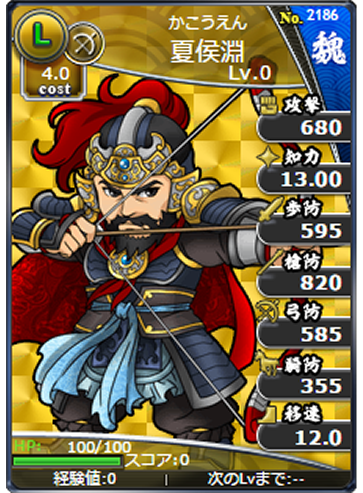 L
4.0
cost
かこうえん
夏侯淵
Lv.0
No. 2186
魏
攻撃
680
知力
13.00
歩防
595
槍防
820
弓防
585
騎防
355
移速
12.0
HP: 100/100
スコア:0
経験値:0 | 次のLvまで:--